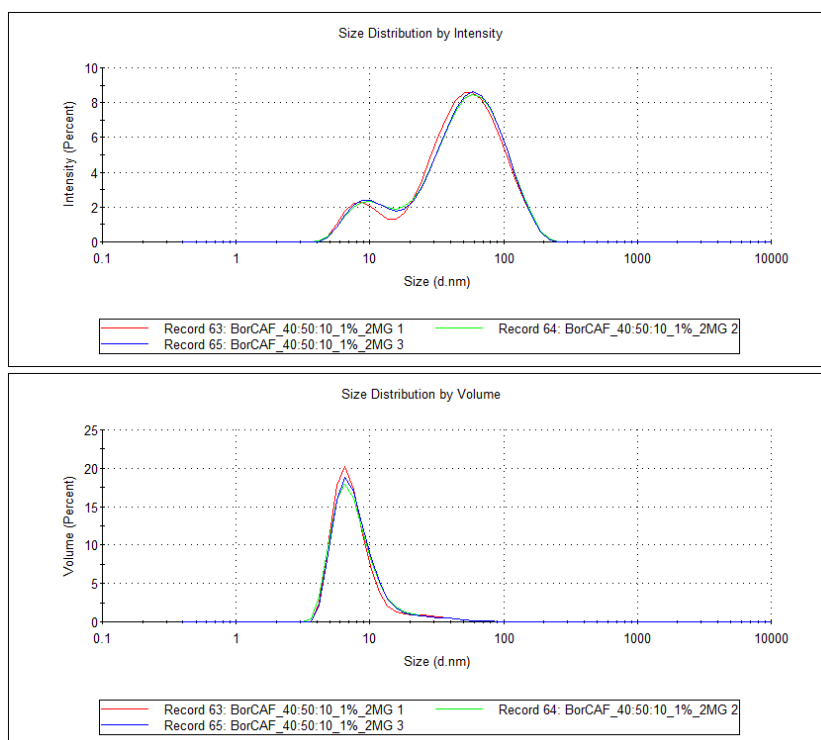 Size Distribution by Intensity
10
8
6
4
2
0
Intensity (Percent)
0.1 1 10 100 1000 10000
Size (d.nm)
Record 63: BorCAF_40:50:10_1%_2MG 1 Record 64: BorCAF_40:50:10_1%_2MG 2
Record 65: BorCAF_40:50:10_1%_2MG 3
Size Distribution by Volume
25
20
15
10
5
0
Volume (Percent)
0.1 1 10 100 1000 10000
Size (d.nm)
Record 63: BorCAF_40:50:10_1%_2MG 1 Record 64: BorCAF_40:50:10_1%_2MG 2
Record 65: BorCAF_40:50:10_1%_2MG 3